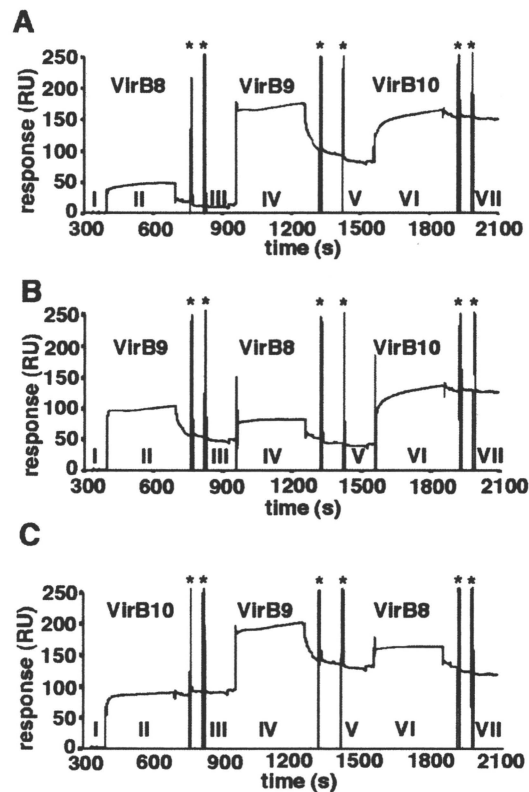 A
* * * * * *
250
VirB8 VirB9 VirB10
200
150
100
50
I II III IV V VI VII
0
300 600 900 1200 1500 1800 2100
response (RU)
time (s)
B
* * * * * *
250
VirB9 VirB8 VirB10
200
150
100
50
I II III IV V VI VII
0
300 600 900 1200 1500 1800 2100
response (RU)
time (s)
C
* * * * * *
250
VirB10 VirB9 VirB8
200
150
100
50
I II III IV V VI VII
0
300 600 900 1200 1500 1800 2100
response (RU)
time (s)